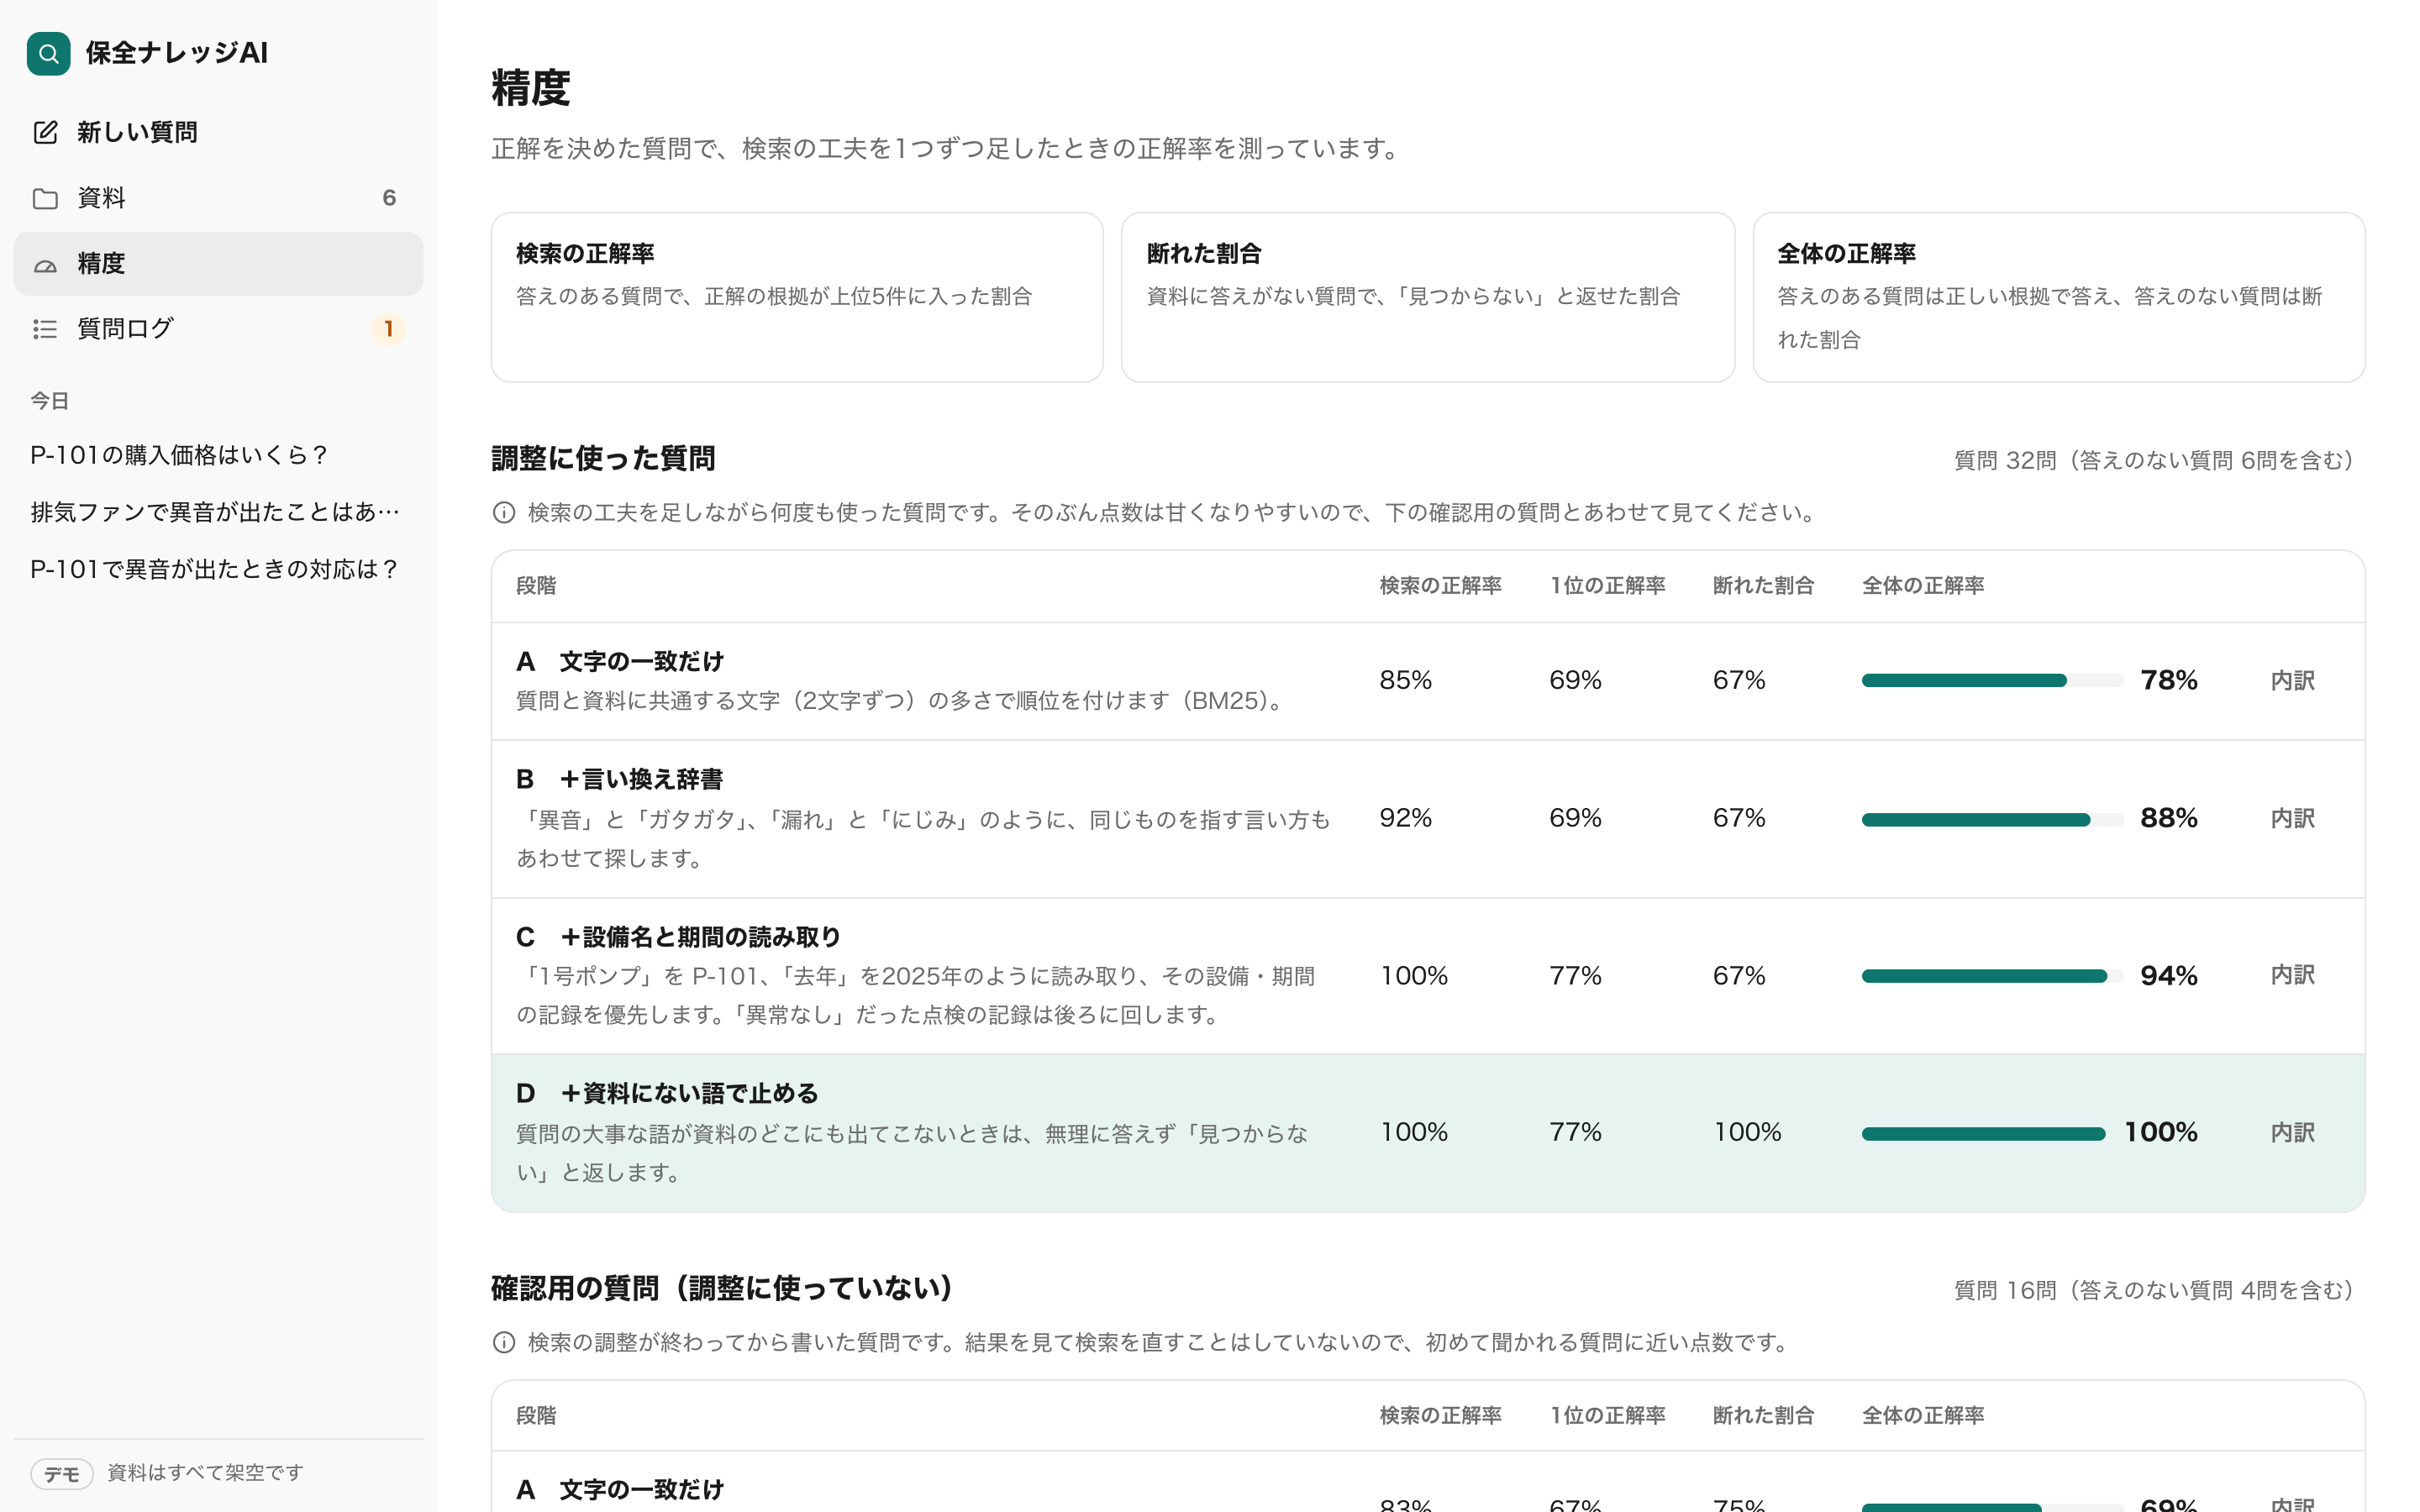 保全ナレッジAI
新しい質問
資料 6
精度
質問ログ 1
今日
P-101の購入価格はいくら？
排気ファンで異音が出たことはあ…
P-101で異音が出たときの対応は？
デモ 資料はすべて架空です
精度
正解を決めた質問で、検索の工夫を1つずつ足したときの正解率を測っています。
検索の正解率
答えのある質問で、正解の根拠が上位5件に入った割合
断れた割合
資料に答えがない質問で、「見つからない」と返せた割合
全体の正解率
答えのある質問は正しい根拠で答え、答えのない質問は断
れた割合
調整に使った質問 質問 32問（答えのない質問 6問を含む）
検索の工夫を足しながら何度も使った質問です。そのぶん点数は甘くなりやすいので、下の確認用の質問とあわせて見てください。
段階 検索の正解率 1位の正解率 断れた割合 全体の正解率
A 文字の一致だけ
質問と資料に共通する文字（2文字ずつ）の多さで順位を付けます（BM25）。
85% 69% 67% 78% 内訳
B ＋言い換え辞書
「異音」と「ガタガタ」、「漏れ」と「にじみ」のように、同じものを指す言い方も
あわせて探します。
92% 69% 67% 88% 内訳
C ＋設備名と期間の読み取り
「1号ポンプ」を P-101、「去年」を2025年のように読み取り、その設備・期間
の記録を優先します。「異常なし」だった点検の記録は後ろに回します。
100% 77% 67% 94% 内訳
D ＋資料にない語で止める
質問の大事な語が資料のどこにも出てこないときは、無理に答えず「見つからな
い」と返します。
100% 77% 100% 100% 内訳
確認用の質問（調整に使っていない） 質問 16問（答えのない質問 4問を含む）
検索の調整が終わってから書いた質問です。結果を見て検索を直すことはしていないので、初めて聞かれる質問に近い点数です。
段階 検索の正解率 1位の正解率 断れた割合 全体の正解率
A 文字の一致だけ
83% 67% 75% 69% 内訳